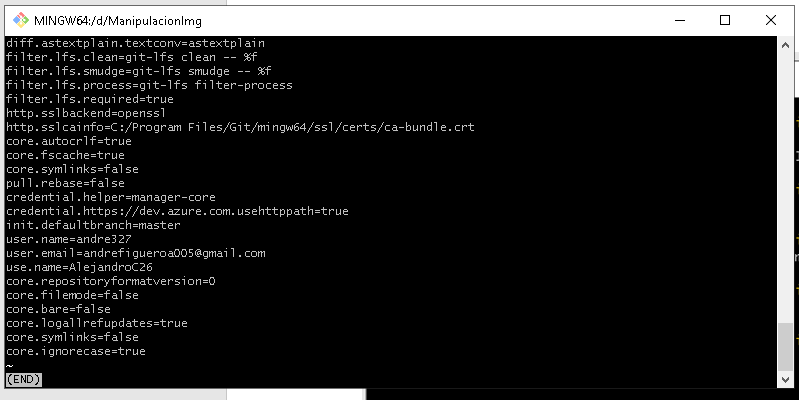 MINGW64:/d/ManipulacionImg
diff.astextplain.textconv=astextplain
filter.lfs.clean=git-lfs clean -- %f
filter.lfs.smudge=git-lfs smudge -- %f
filter.lfs.process=git-lfs filter-process
filter.lfs.required=true
http.sslbackend=openssl
http.sslcainfo=C:/Program Files/Git/mingw64/ssl/certs/ca-bundle.crt
core.autocrlf=true
core.fscache=true
core.symlinks=false
pull.rebase=false
credential.helper=manager-core
credential.https://dev.azure.com.usehttppath=true
init.defaultbranch=master
user.name=andre327
user.email=andrefigueroa005@gmail.com
use.name=AlejandroC26
core.repositoryformatversion=0
core.filemode=false
core.bare=false
core.logallrefupdates=true
core.symlinks=false
core.ignorecase=true
~
(END)